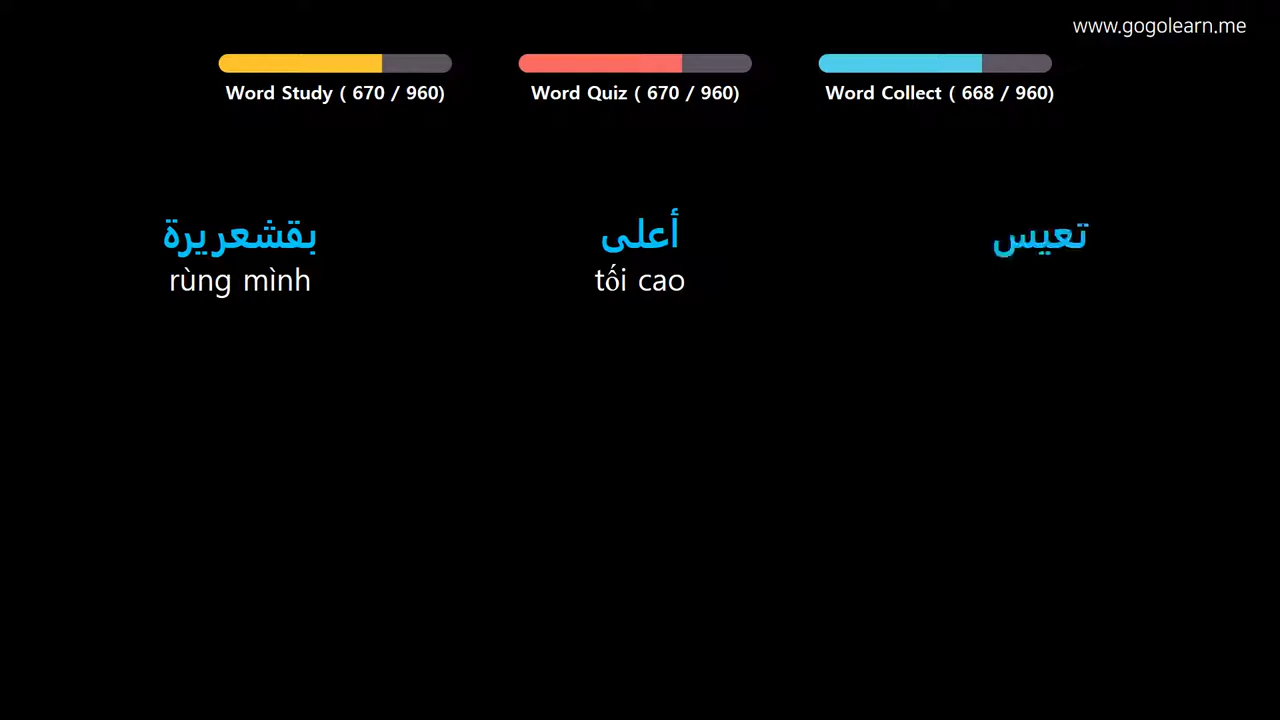 www.gogolearn.me
Word Study ( 670 / 960)
Word Quiz ( 670 / 960)
Word Collect ( 668 / 960)
بقشعريرة
rùng mình
أعلى
tối cao
تعيس